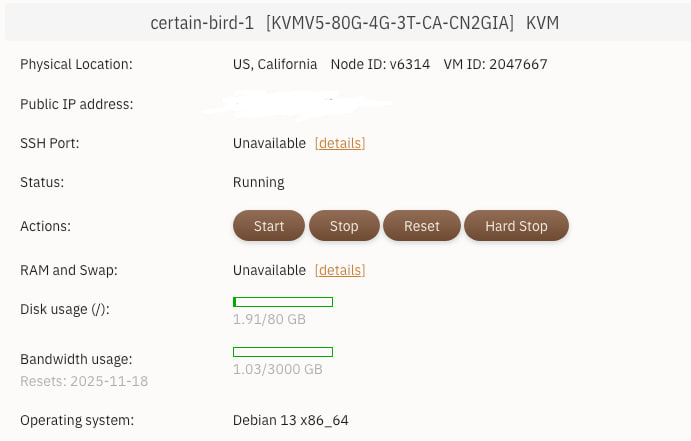 certain-bird-1 [KVMV5-80G-4G-3T-CA-CN2GIA] KVM
Physical Location: US, California Node ID: v6314 VM ID: 2047667
Public IP address:
SSH Port: Unavailable [details]
Status: Running
Actions: Start Stop Reset Hard Stop
RAM and Swap: Unavailable [details]
Disk usage (/):
1.91/80 GB
Bandwidth usage:
Resets: 2025-11-18 1.03/3000 GB
Operating system: Debian 13 x86_64